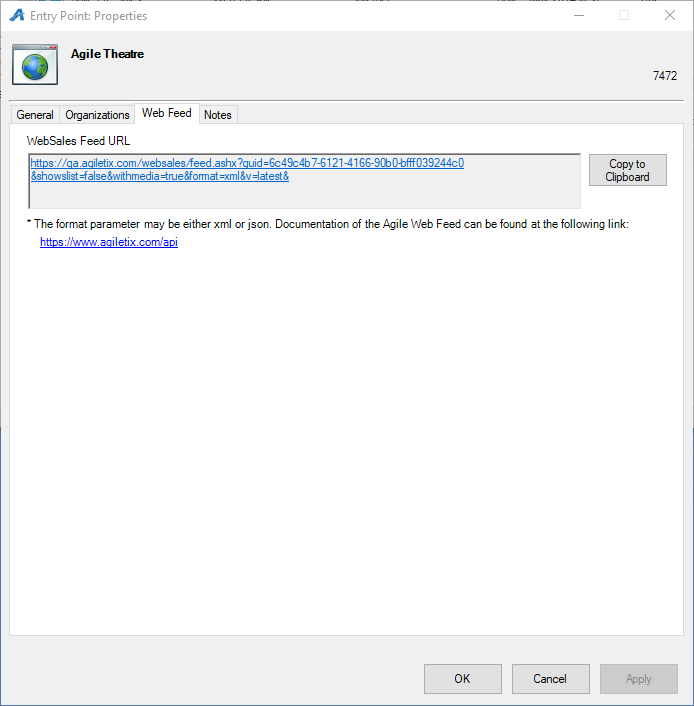 Entry Point: Properties
Agile Theatre
7472
General
Organizations
Web Feed
Notes
WebSales Feed URL
https://qa.agiletix.com/websales/feed.ashx?guid=6c49c4b7-6121-4166-90b0-bfff039244c0
&showslist=false&withmedia=true&format=xml&v=latest&
Copy to
Clipboard
* The format parameter may be either xml or json. Documentation of the Agile Web Feed can be found at the following link:
https://www.agiletix.com/api
OK
Cancel
Apply